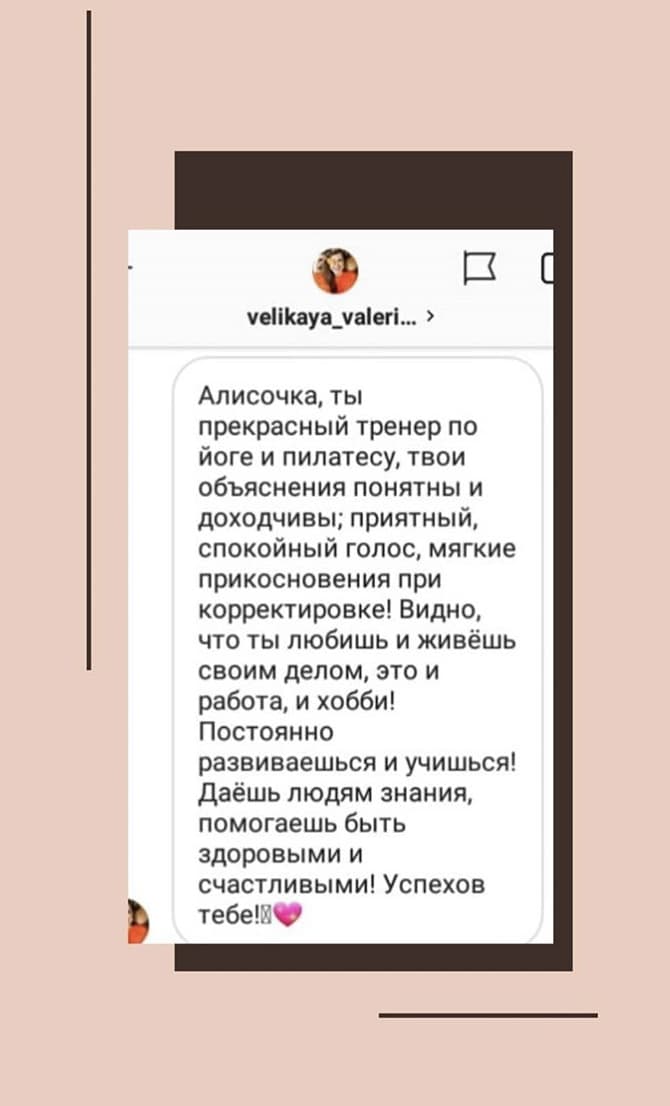 velikaya_valeri...
Алисочка, ты
прекрасный тренер по
йоге и пилатесу, твои
объяснения понятны и
доходчивы; приятный,
спокойный голос, мягкие
прикосновения при
корректировке! Видно,
что ты любишь и живёшь
своим делом, это и
работа, и хобби!
Постоянно
развиваешься и учишься!
Даёшь людям знания,
помогаешь быть
здоровыми и
счастливыми! Успехов
тебе!💖